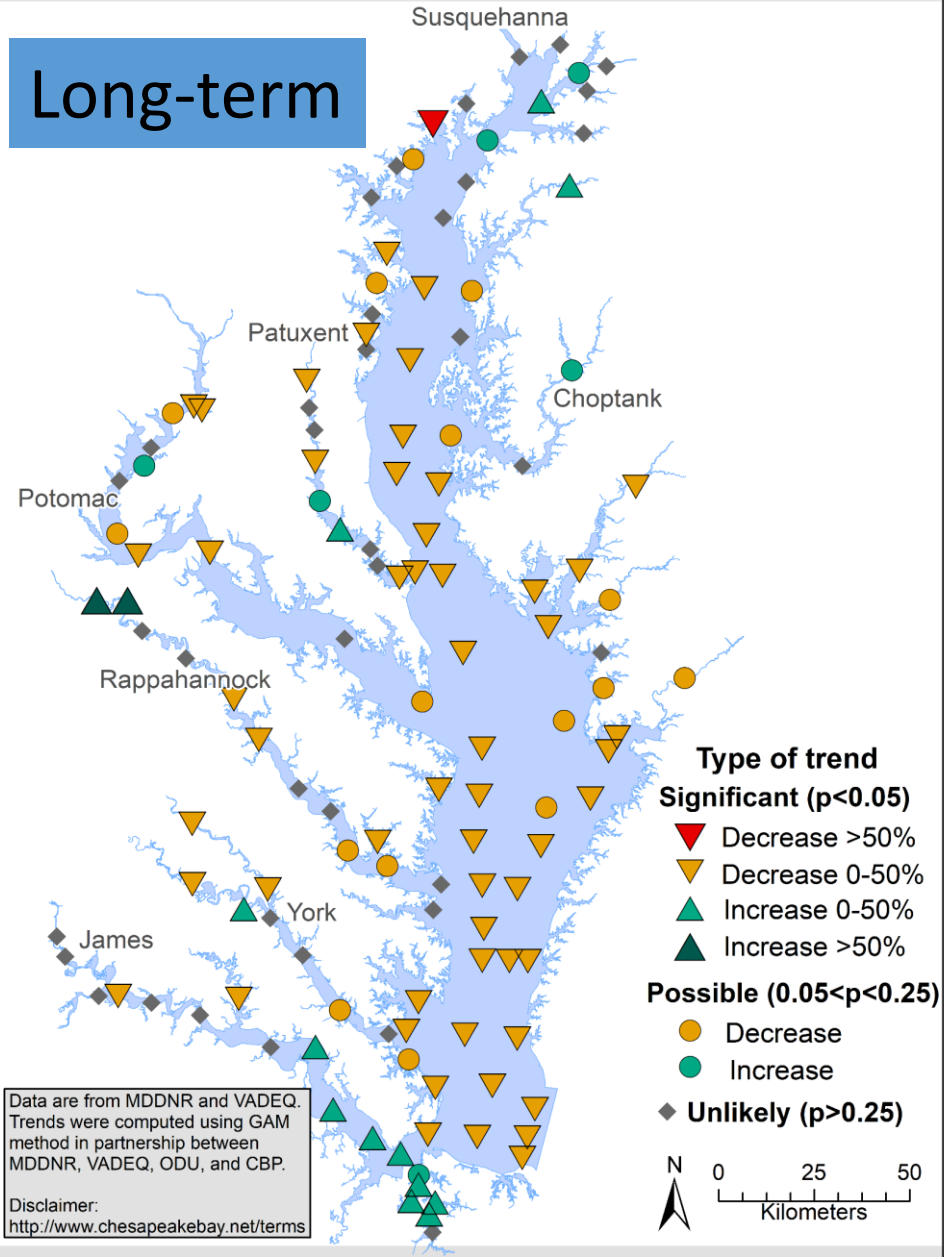 Susquehanna
Long-term
Patuxent
Choptank
Potomac
Rappahannock
York
James
Type of trend
Significant (p<0.05)
Decrease >50%
Decrease 0-50%
Increase 0-50%
Increase >50%
Possible (0.05<p<0.25)
Decrease
Increase
Unlikely (p>0.25)
Data are from MDDNR and VADEQ.
Trends were computed using GAM
method in partnership between
MDDNR, VADEQ, ODU, and CBP.
Disclaimer:
http://www.chesapeakebay.net/terms
N
0 25 50
Kilometers